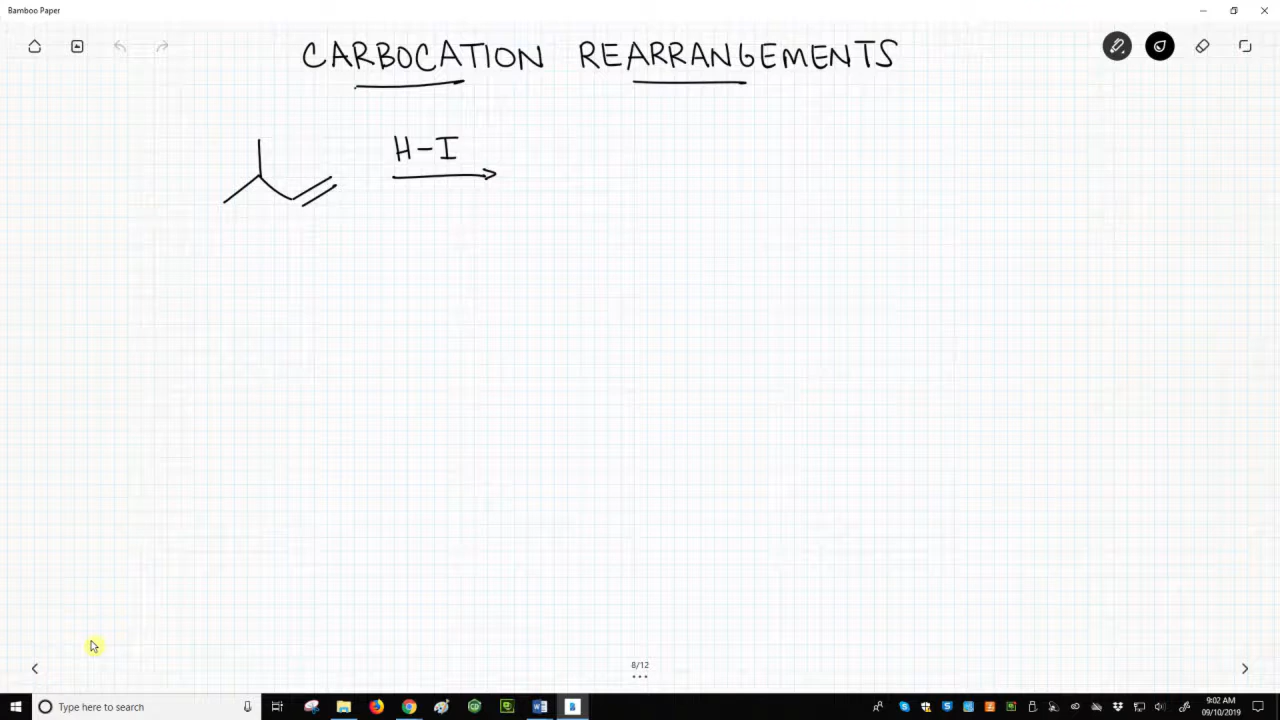 Bamboo Paper
CARBOCATION REARRANGEMENTS
H-I
8/12
Type here to search
9:02 AM
09/10/2019